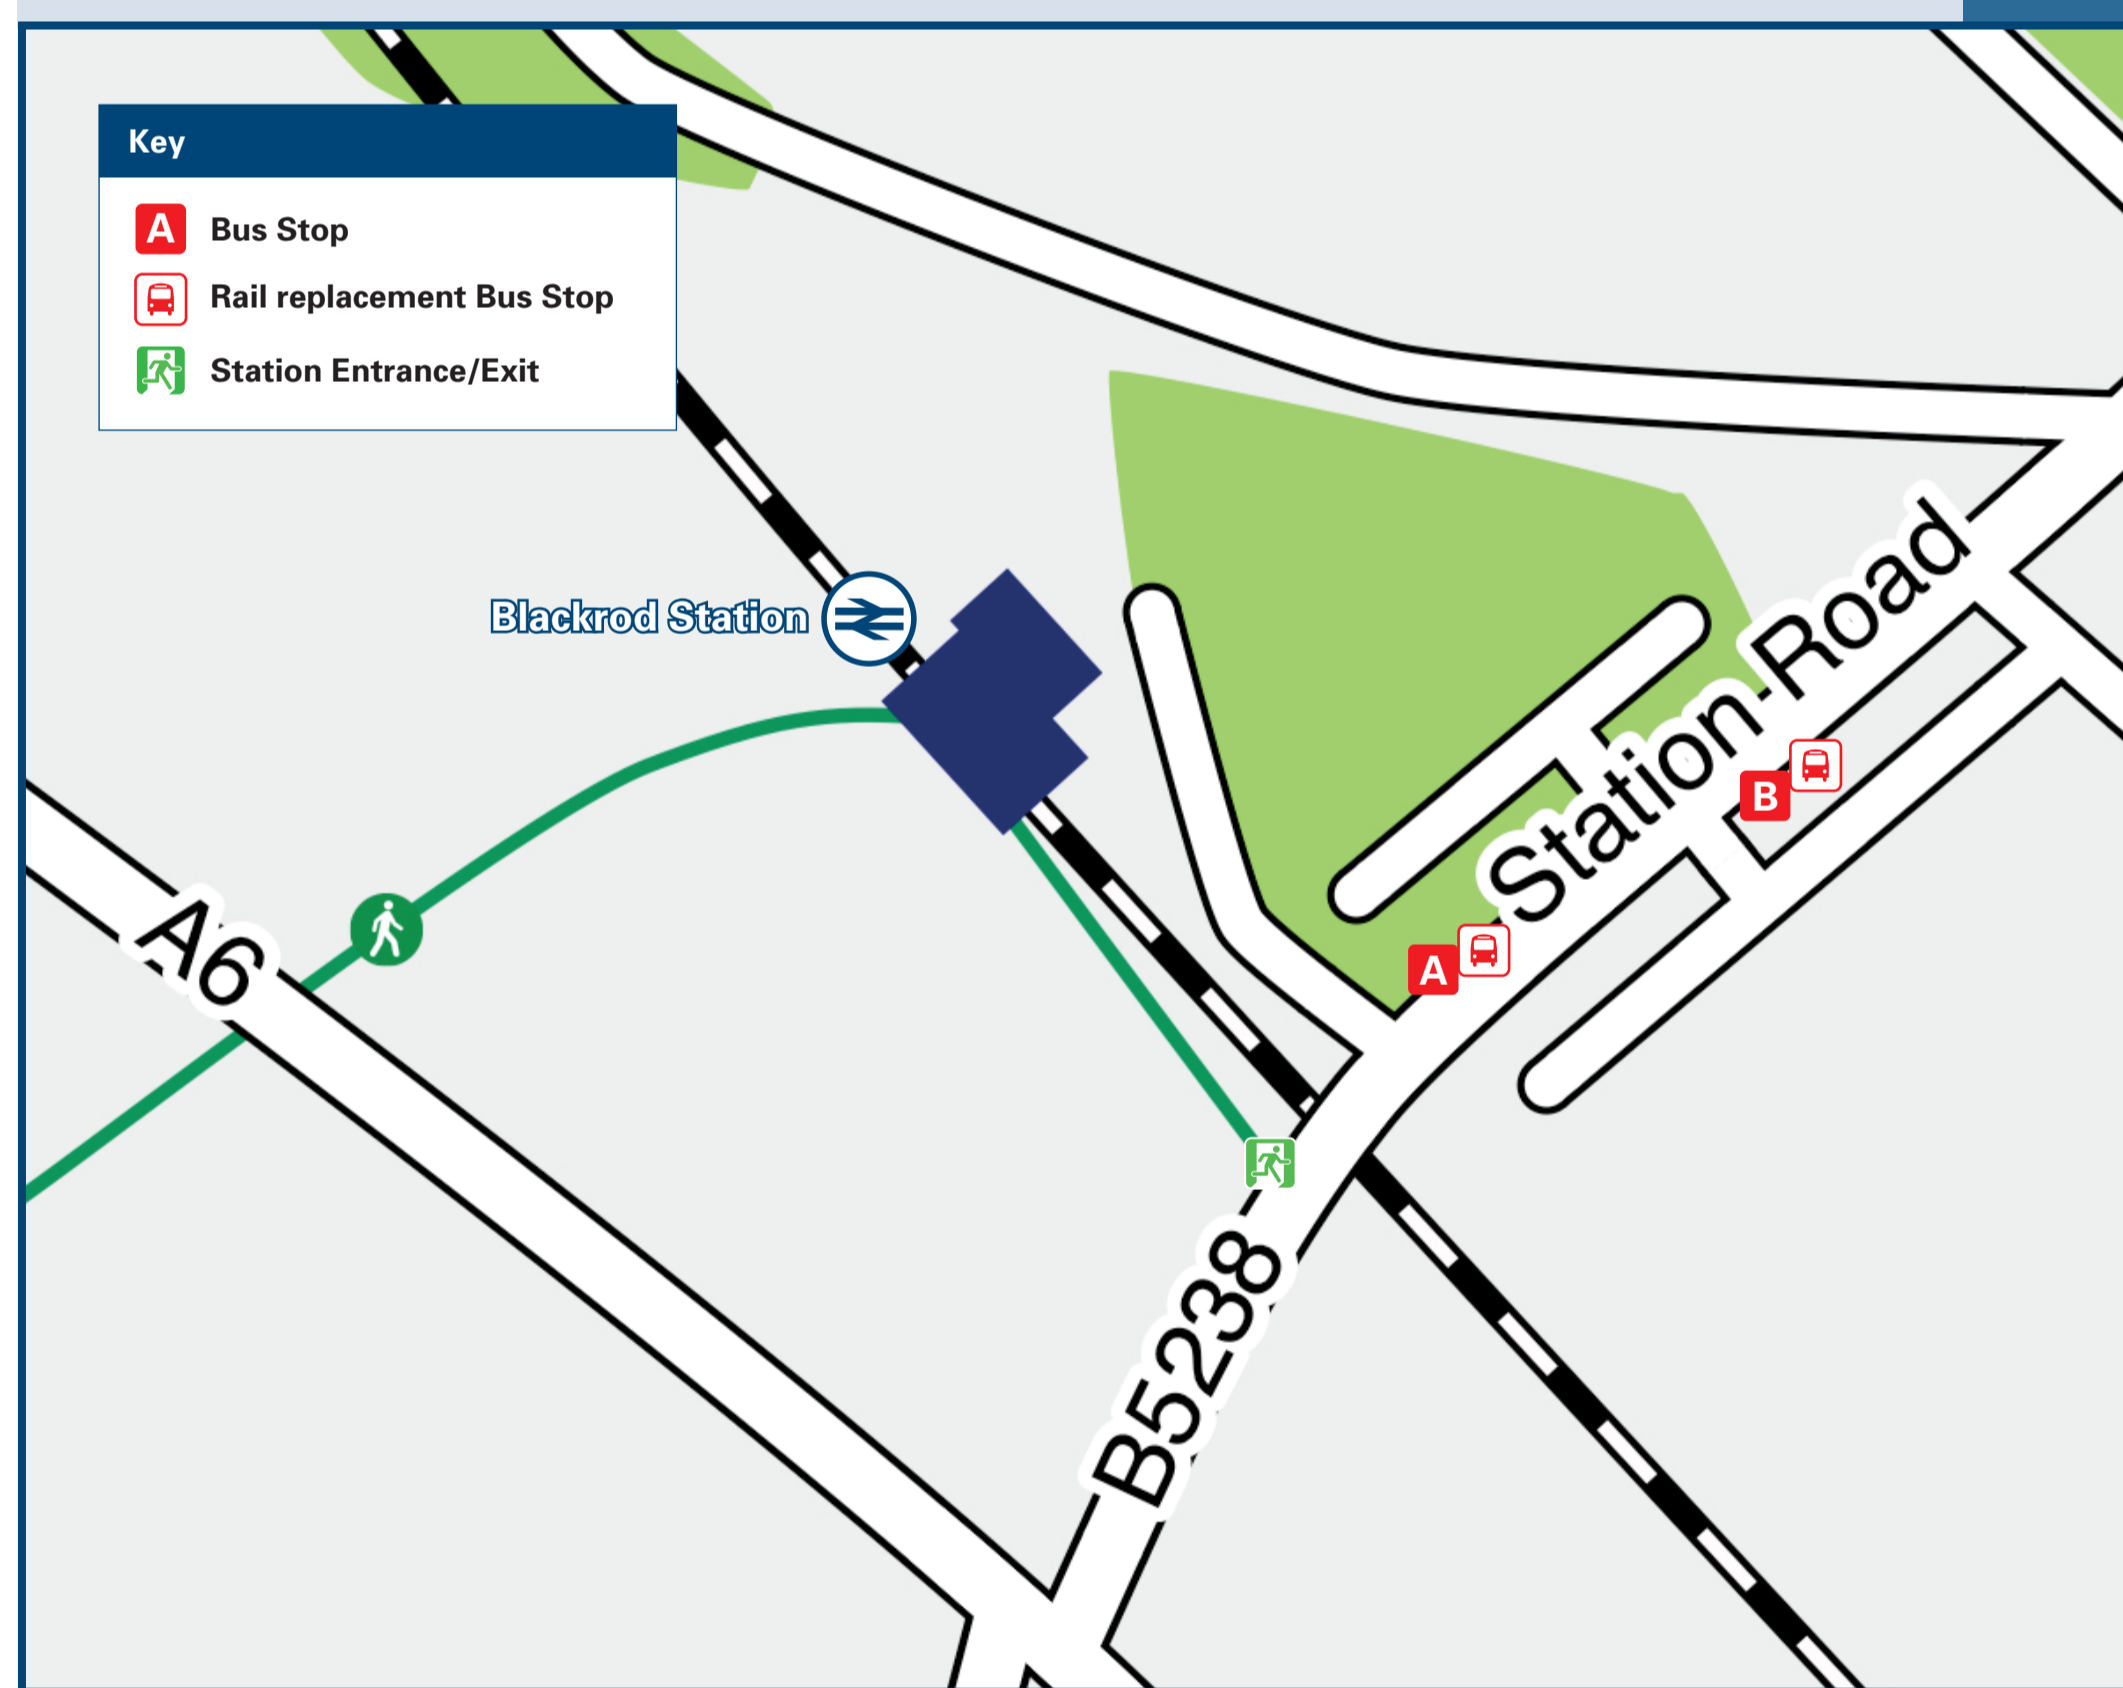 Key
A Bus Stop
Rail replacement Bus Stop
Station Entrance/Exit
Blackrod Station
Station Road
B
A
A6
B5238